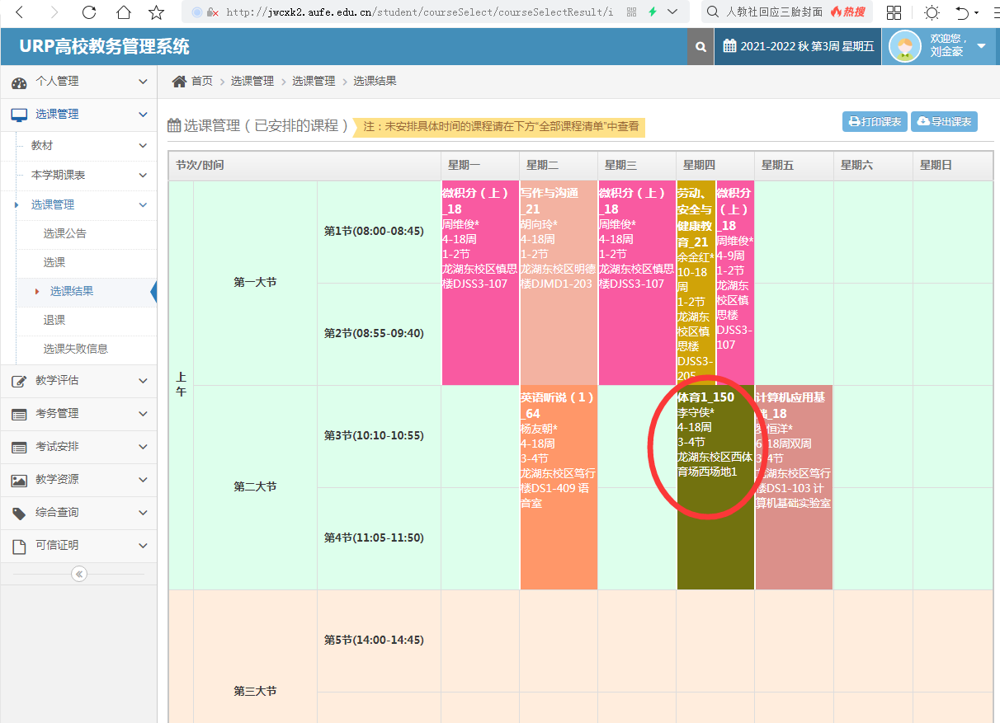 http://jwcxk2.aufe.edu.cn/student/courseSelect/courseSelectResult/i
人教社回应三胎封面 热搜
URP高校教务管理系统
2021-2022 秋 第3周 星期五
欢迎您，
刘金豪
个人管理
选课管理
教材
本学期课表
选课管理
选课公告
选课
选课结果
退课
选课失败信息
教学评估
考务管理
考试安排
教学资源
综合查询
可信证明
首页 选课管理 选课管理 选课结果
选课管理（已安排的课程）
注：未安排具体时间的课程请在下方“全部课程清单”中查看
打印课表 导出课表
节次/时间 星期一 星期二 星期三 星期四 星期五 星期六 星期日
上
午
第一大节
第1节(08:00-08:45)
第2节(08:55-09:40)
微积分（上）
_18
周维俊*
4-18周
1-2节
龙湖东校区慎思
楼DJSS3-107
写作与沟通
_21
胡向玲*
4-18周
1-2节
龙湖东校区明德
楼DJMD1-203
微积分（上）
_18
周维俊*
4-18周
1-2节
龙湖东校区慎思
楼DJSS3-107
劳动、
安全与
健康教
育_21
余金红*
10-18
周
1-2节
龙湖东
校区慎
思楼
DJSS3-
205
微积分
（上）
_18
周维俊*
4-9周
1-2节
龙湖东
校区慎
思楼
DJSS3-
107
第二大节
第3节(10:10-10:55)
第4节(11:05-11:50)
英语听说（1）
_64
杨友朝*
4-18周
3-4节
龙湖东校区笃行
楼DS1-409 语
音室
体育1_150
李守侠*
4-18周
3-4节
龙湖东校区西体
育场西场地1
计算机应用基
础_18
恒洋*
6-18周双周
3-4节
龙湖东校区笃行
楼DS1-103 计
算机基础实验室
第三大节
第5节(14:00-14:45)